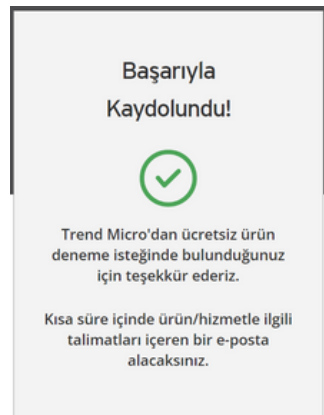 Başarıyla
Kaydolundu!
Trend Micro'dan ücretsiz ürün
deneme isteğinde bulunduğunuz
için teşekkür ederiz.
Kısa süre içinde ürün/hizmetle ilgili
talimatları içeren bir e-posta
alacaksınız.